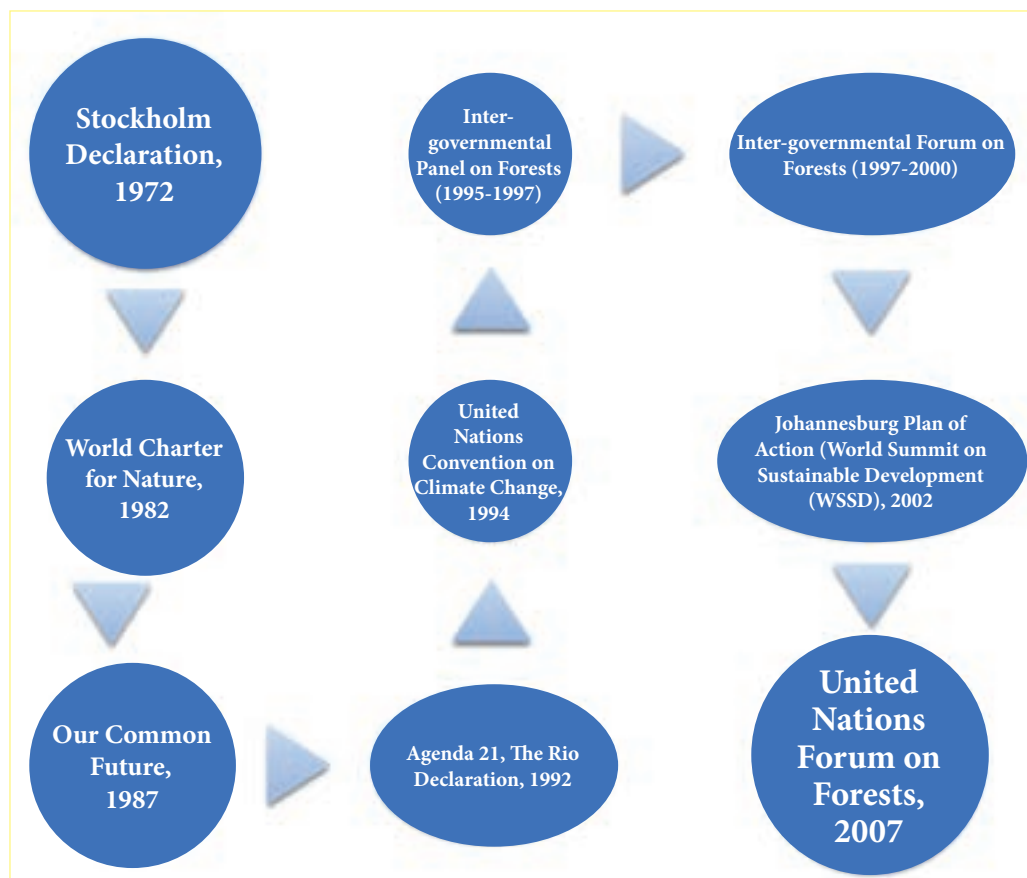 Stockholm
Declaration,
1972
World Charter
for Nature,
1982
Our Common
Future,
1987
Agenda 21, The Rio
Declaration, 1992
United
Nations
Convention on
Climate Change,
1994
Inter-
governmental
Panel on Forests
(1995-1997)
Inter-governmental Forum on
Forests (1997-2000)
Johannesburg Plan of
Action (World Summit on
Sustainable Development
(WSSD), 2002
United
Nations
Forum on
Forests,
2007